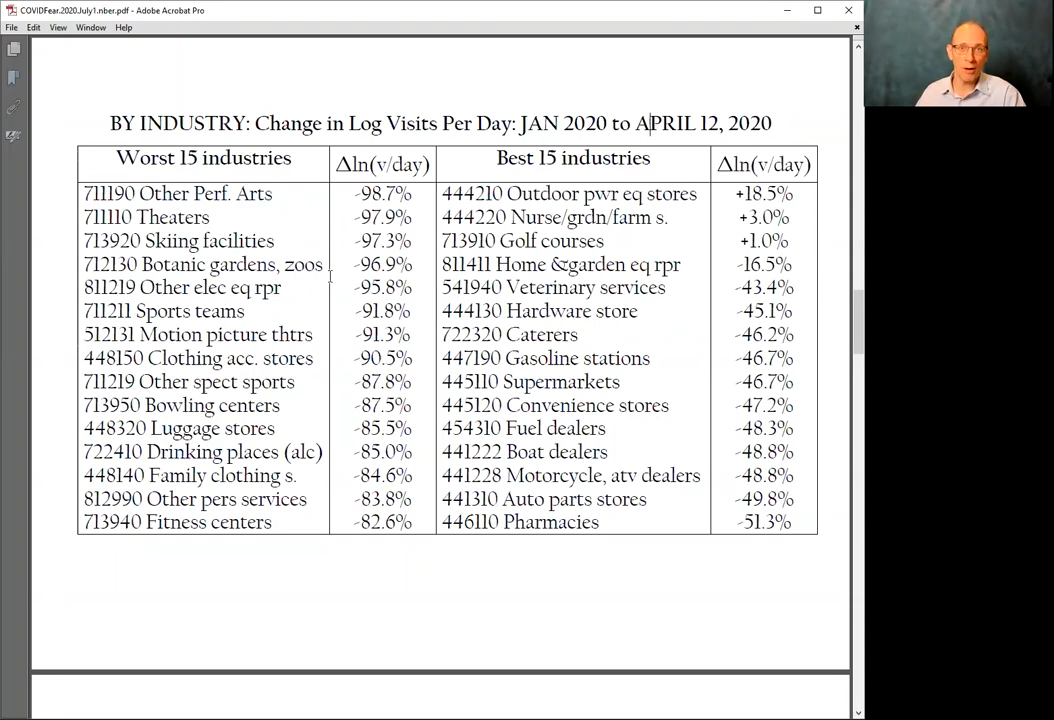 COVIDFear.2020.July1.nber.pdf - Adobe Acrobat Pro
File Edit View Window Help
BY INDUSTRY: Change in Log Visits Per Day: JAN 2020 to APRIL 12, 2020
Worst 15 industries Δln(v/day) Best 15 industries Δln(v/day)
711190 Other Perf. Arts -98.7% 444210 Outdoor pwr eq stores +18.5%
711110 Theaters -97.9% 444220 Nurse/grdn/farm s. +3.0%
713920 Skiing facilities -97.3% 713910 Golf courses +1.0%
712130 Botanic gardens, zoos -96.9% 811411 Home &garden eq rpr -16.5%
811219 Other elec eq rpr -95.8% 541940 Veterinary services -43.4%
711211 Sports teams -91.8% 444130 Hardware store -45.1%
512131 Motion picture thtrs -91.3% 722320 Caterers -46.2%
448150 Clothing acc. stores -90.5% 447190 Gasoline stations -46.7%
711219 Other spect sports -87.8% 445110 Supermarkets -46.7%
713950 Bowling centers -87.5% 445120 Convenience stores -47.2%
448320 Luggage stores -85.5% 454310 Fuel dealers -48.3%
722410 Drinking places (alc) -85.0% 441222 Boat dealers -48.8%
448140 Family clothing s. -84.6% 441228 Motorcycle, atv dealers -48.8%
812990 Other pers services -83.8% 441310 Auto parts stores -49.8%
713940 Fitness centers -82.6% 446110 Pharmacies -51.3%